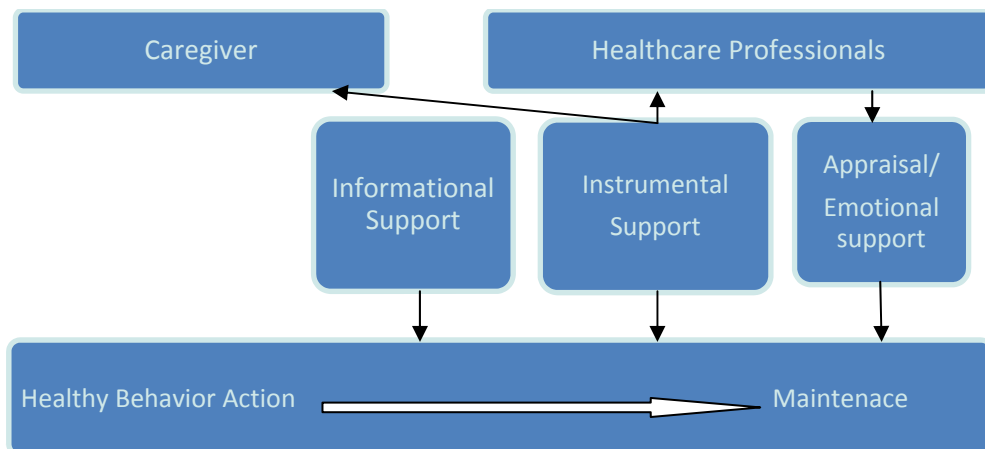 Caregiver
Healthcare Professionals
Informational
Support
Instrumental
Support
Appraisal/
Emotional
support
Healthy Behavior Action
Maintenace